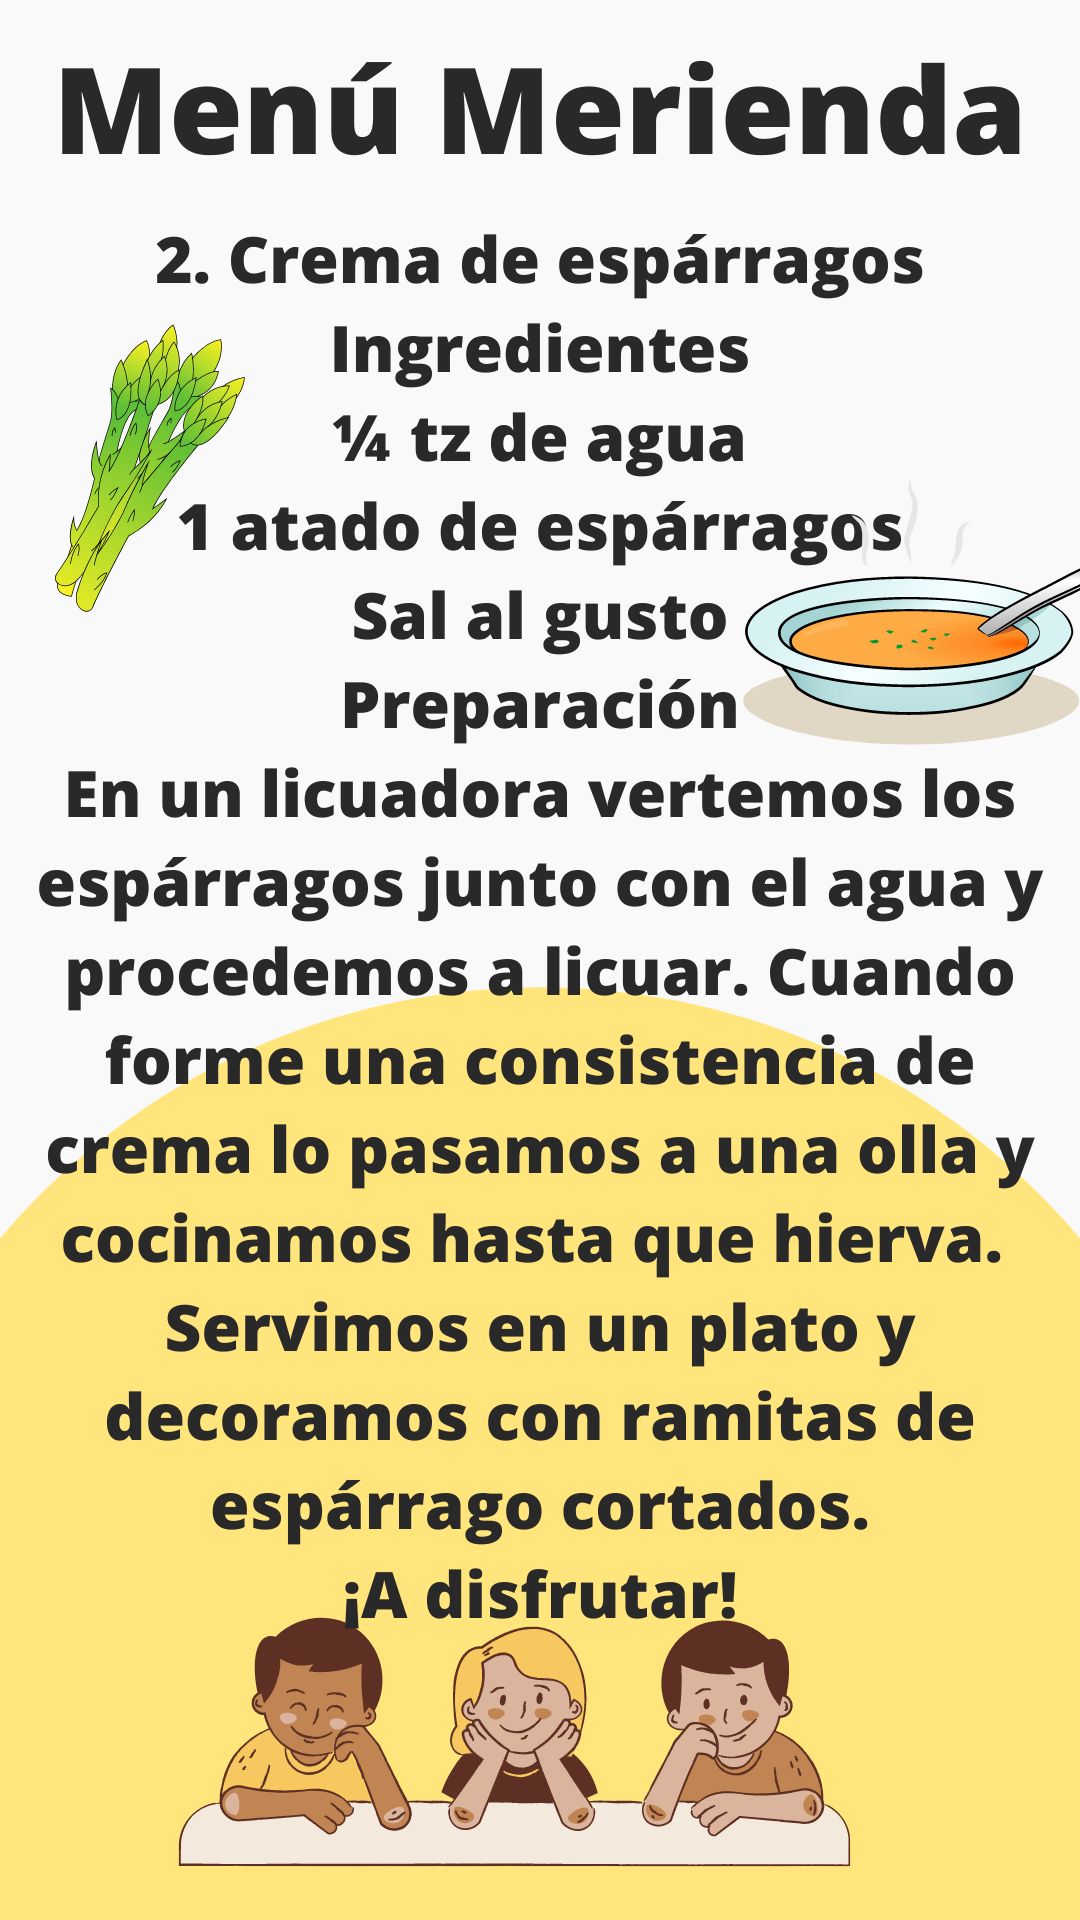 Menú Merienda
2. Crema de espárragos
Ingredientes
¼ tz de agua
1 atado de espárragos
Sal al gusto
Preparación
En un licuadora vertemos los
espárragos junto con el agua y
procedemos a licuar. Cuando
forme una consistencia de
crema lo pasamos a una olla y
cocinamos hasta que hierva.
Servimos en un plato y
decoramos con ramitas de
espárrago cortados.
¡A disfrutar!